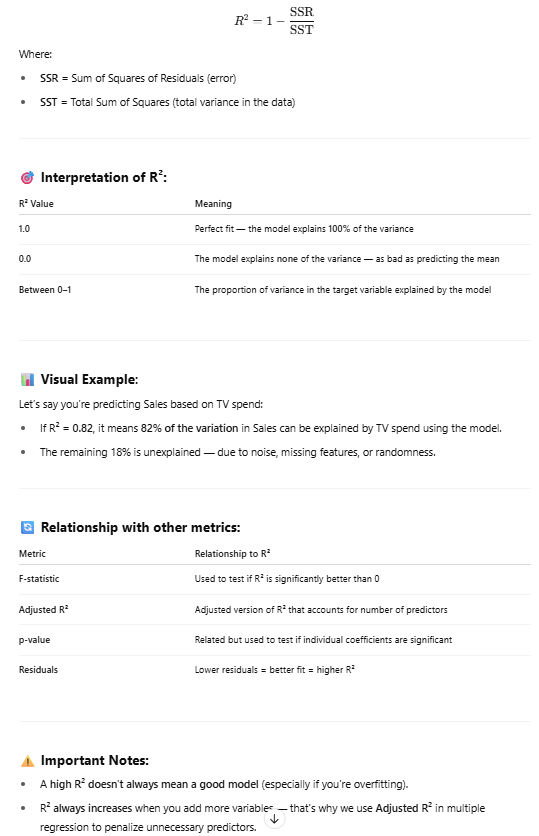 R² = 1 − SSR/SST
Where:
• SSR = Sum of Squares of Residuals (error)
• SST = Total Sum of Squares (total variance in the data)
🎯 Interpretation of R²:
R² Value Meaning
1.0 Perfect fit — the model explains 100% of the variance
0.0 The model explains none of the variance — as bad as predicting the mean
Between 0–1 The proportion of variance in the target variable explained by the model
📊 Visual Example:
Let's say you're predicting Sales based on TV spend:
• If R² = 0.82, it means 82% of the variation in Sales can be explained by TV spend using the model.
• The remaining 18% is unexplained — due to noise, missing features, or randomness.
🔄 Relationship with other metrics:
Metric Relationship to R²
F-statistic Used to test if R² is significantly better than 0
Adjusted R² Adjusted version of R² that accounts for number of predictors
p-value Related but used to test if individual coefficients are significant
Residuals Lower residuals = better fit = higher R²
⚠️ Important Notes:
• A high R² doesn't always mean a good model (especially if you're overfitting).
• R² always increases when you add more variables — that's why we use Adjusted R² in multiple
regression to penalize unnecessary predictors.